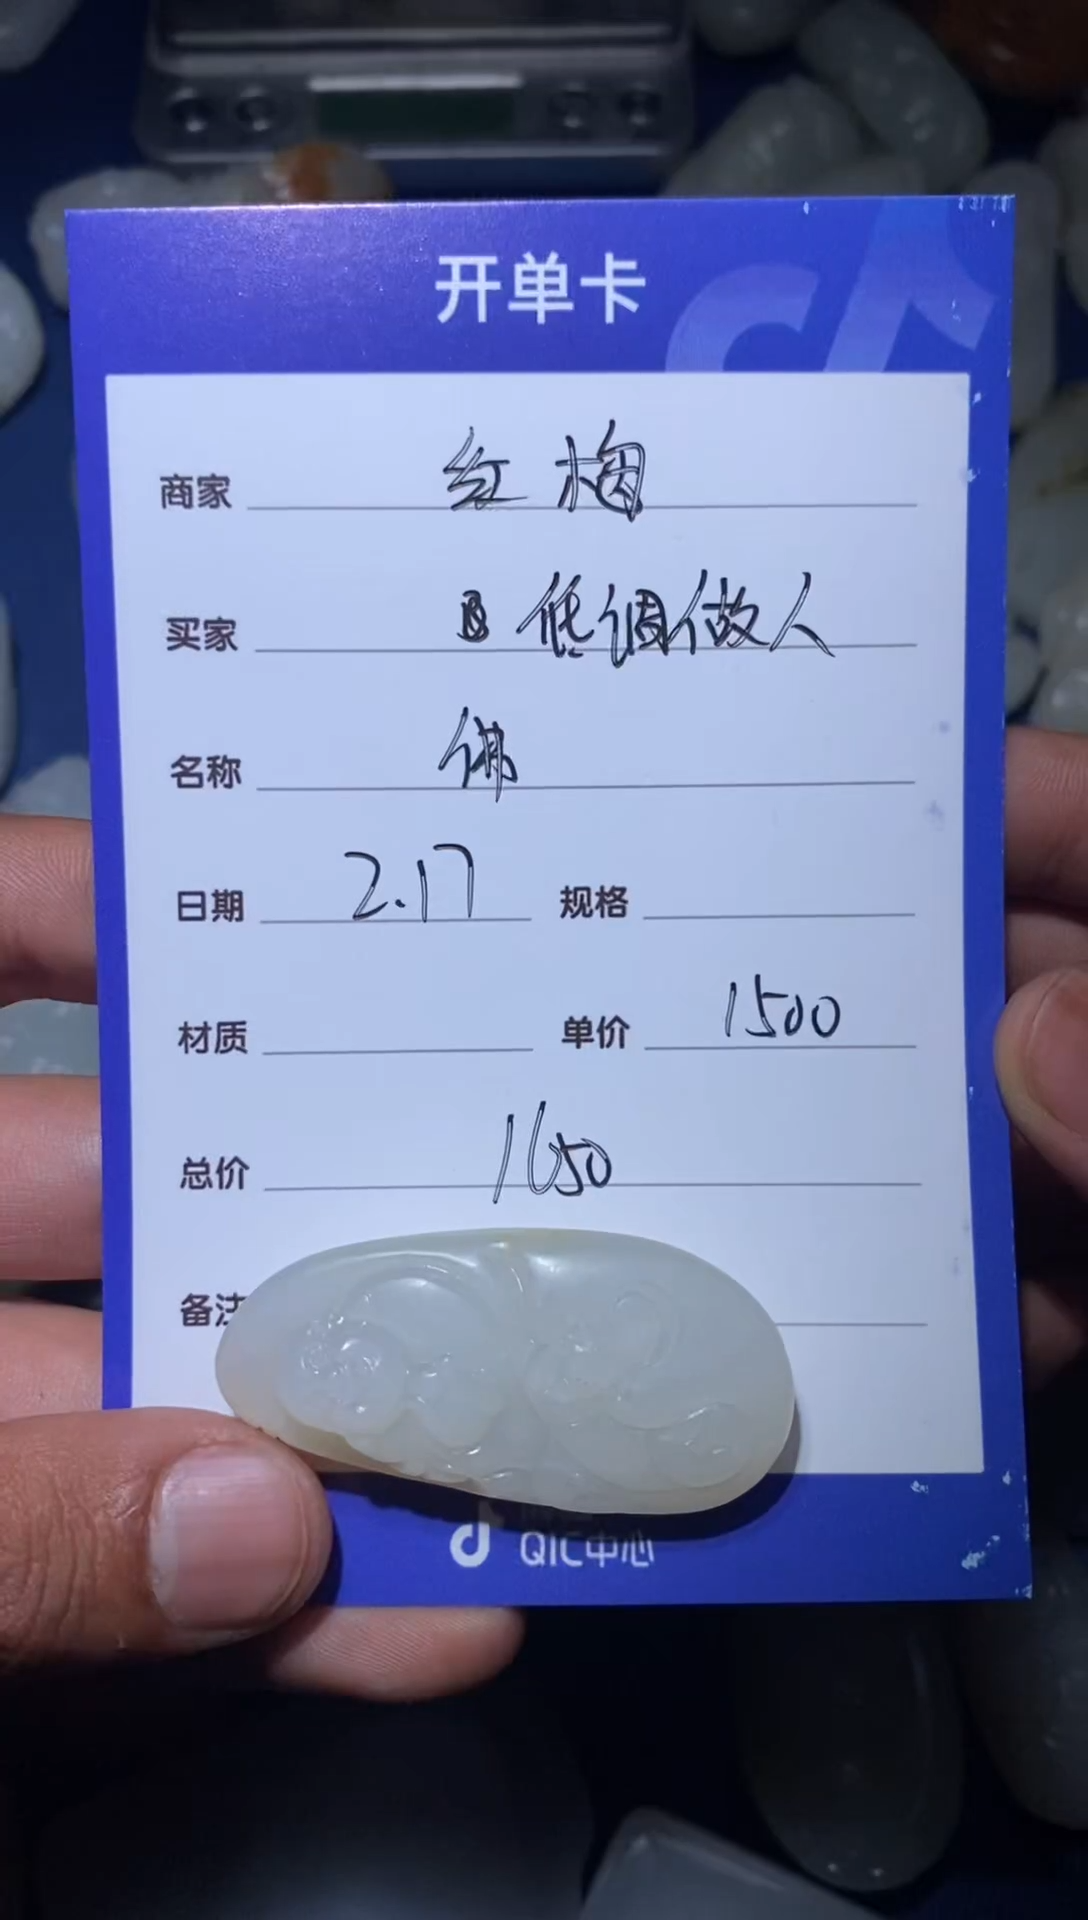 开单卡
商家 红梅
买家 低调做人
名称 佛
日期 2.17 规格
材质 单价 1500
总价 1650
备注
QIC中心